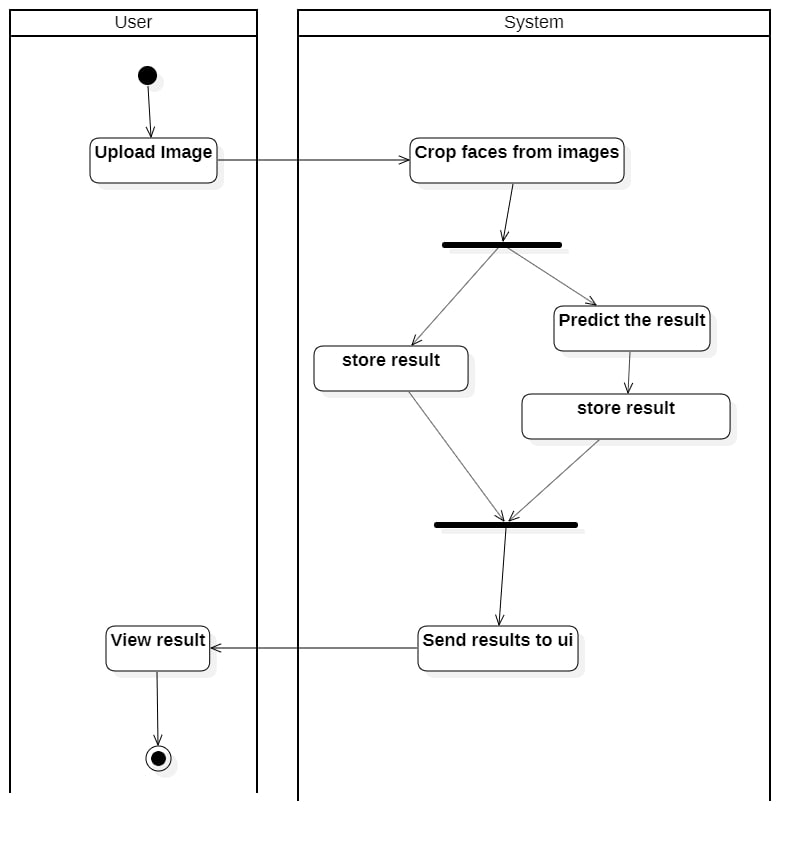 User
System
Upload Image
Crop faces from images
Predict the result
store result
store result
View result
Send results to ui